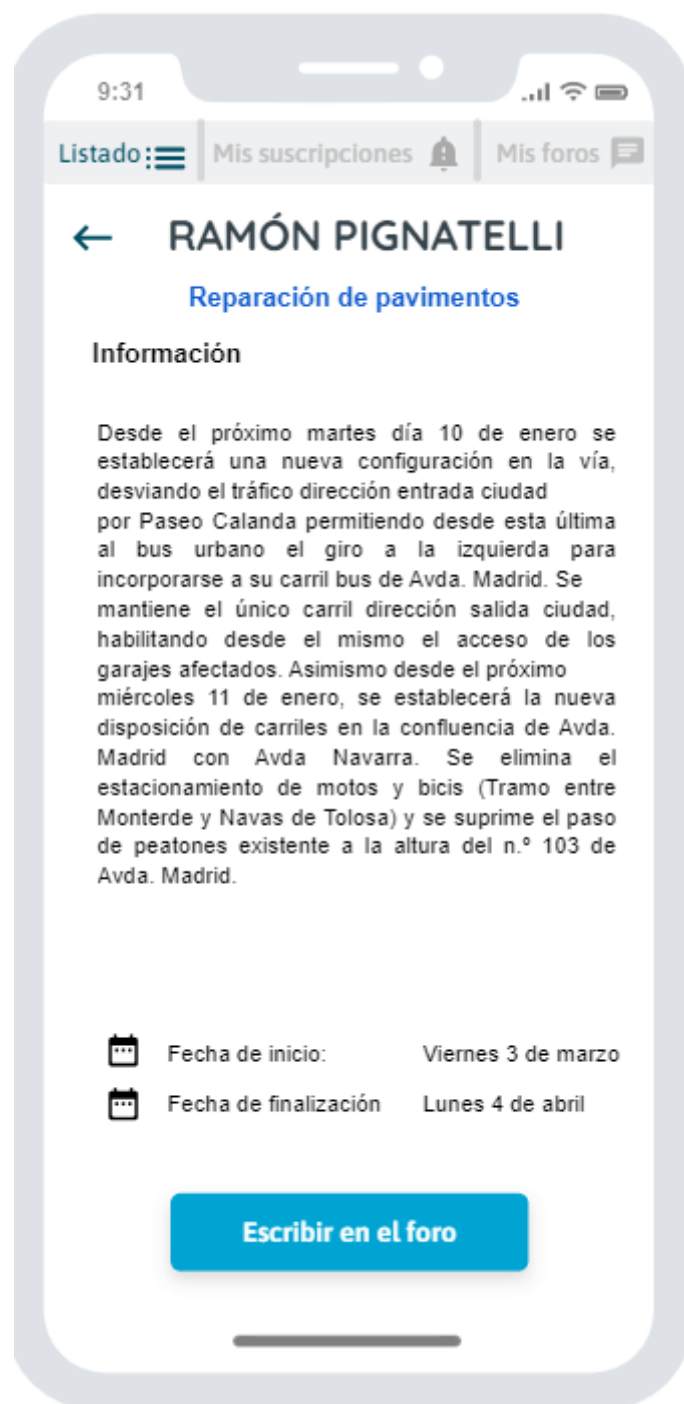 9:31
Listado Mis suscripciones Mis foros
RAMÓN PIGNATELLI
Reparación de pavimentos
Información
Desde el próximo martes día 10 de enero se
establecerá una nueva configuración en la vía,
desviando el tráfico dirección entrada ciudad
por Paseo Calanda permitiendo desde esta última
al bus urbano el giro a la izquierda para
incorporarse a su carril bus de Avda. Madrid. Se
mantiene el único carril dirección salida ciudad,
habilitando desde el mismo el acceso de los
garajes afectados. Asimismo desde el próximo
miércoles 11 de enero, se establecerá la nueva
disposición de carriles en la confluencia de Avda.
Madrid con Avda Navarra. Se elimina el
estacionamiento de motos y bicis (Tramo entre
Monterde y Navas de Tolosa) y se suprime el paso
de peatones existente a la altura del n.º 103 de
Avda. Madrid.
Fecha de inicio: Viernes 3 de marzo
Fecha de finalización Lunes 4 de abril
Escribir en el foro